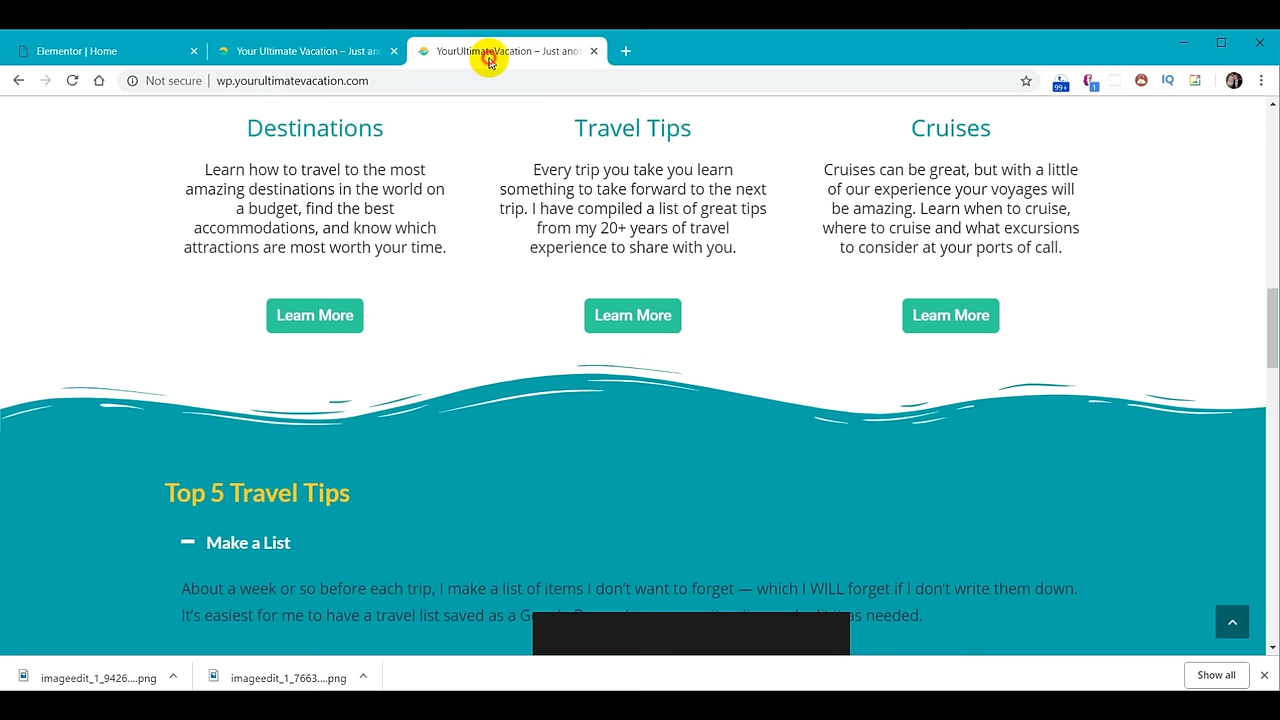 Elementor | Home
Your Ultimate Vacation – Just an
YourUltimateVacation – Just anot
Not secure
wp.yourultimatevacation.com
99+
1
IQ
Destinations
Learn how to travel to the most
amazing destinations in the world on
a budget, find the best
accommodations, and know which
attractions are most worth your time.
Learn More
Travel Tips
Every trip you take you learn
something to take forward to the next
trip. I have compiled a list of great tips
from my 20+ years of travel
experience to share with you.
Learn More
Cruises
Cruises can be great, but with a little
of our experience your voyages will
be amazing. Learn when to cruise,
where to cruise and what excursions
to consider at your ports of call.
Learn More
Top 5 Travel Tips
Make a List
About a week or so before each trip, I make a list of items I don't want to forget — which I WILL forget if I don't write them down.
It's easiest for me to have a travel list saved as a as needed.
imageedit_1_9426....png
imageedit_1_7663....png
Show all